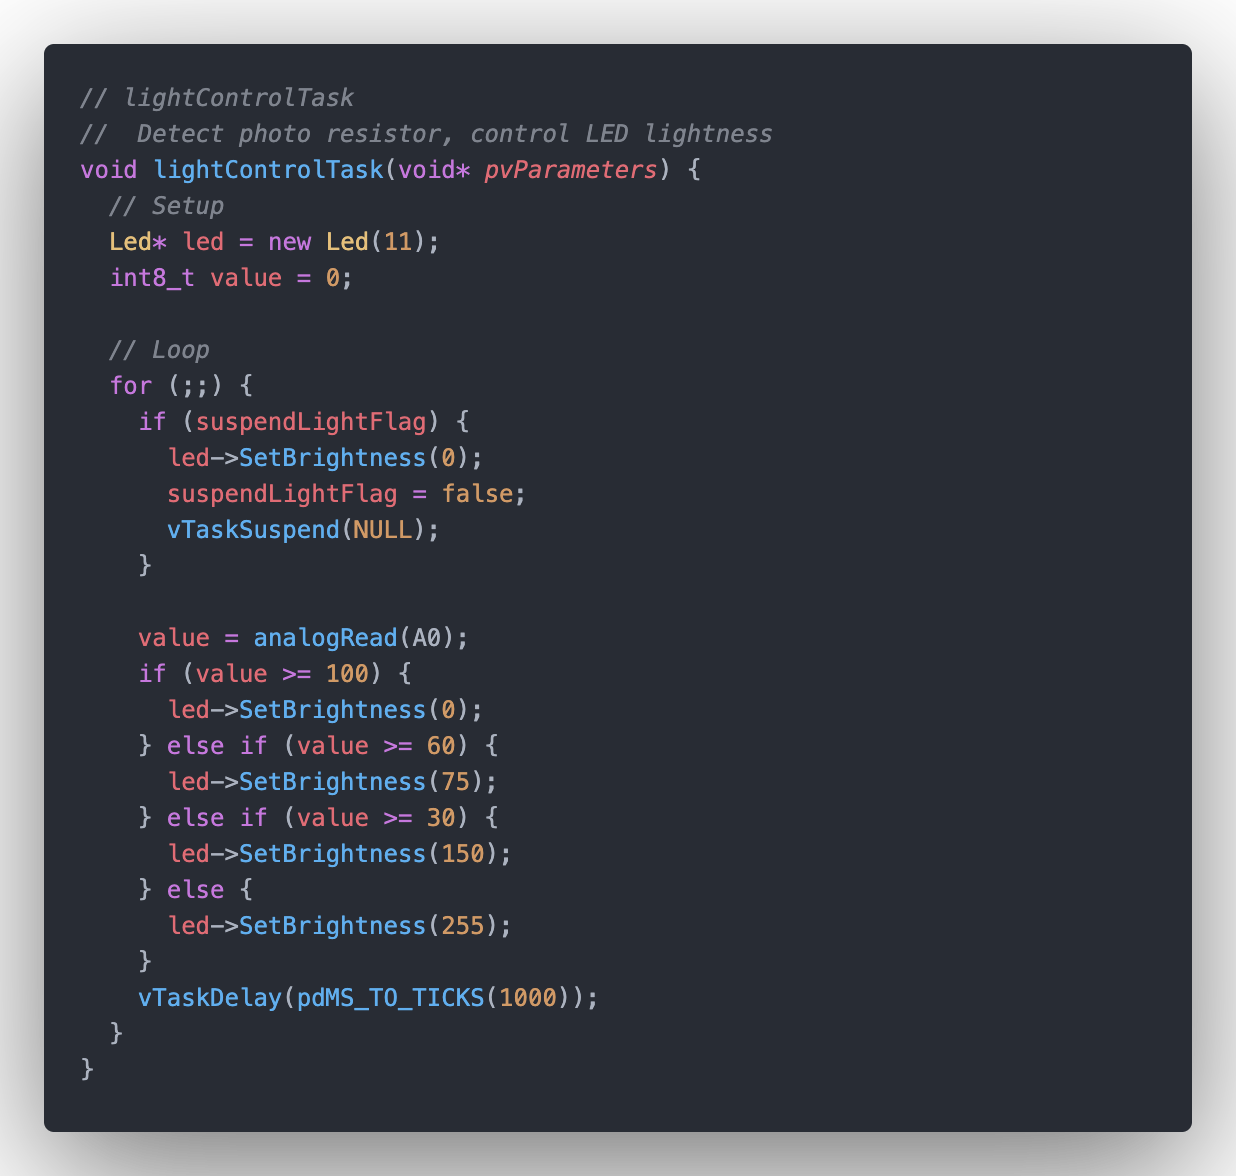 // lightControlTask
//  Detect photo resistor, control LED lightness
void lightControlTask(void* pvParameters) {
  // Setup
  Led* led = new Led(11);
  int8_t value = 0;

  // Loop
  for (;;) {
    if (suspendLightFlag) {
      led->SetBrightness(0);
      suspendLightFlag = false;
      vTaskSuspend(NULL);
    }

    value = analogRead(A0);
    if (value >= 100) {
      led->SetBrightness(0);
    } else if (value >= 60) {
      led->SetBrightness(75);
    } else if (value >= 30) {
      led->SetBrightness(150);
    } else {
      led->SetBrightness(255);
    }
    vTaskDelay(pdMS_TO_TICKS(1000));
  }
}